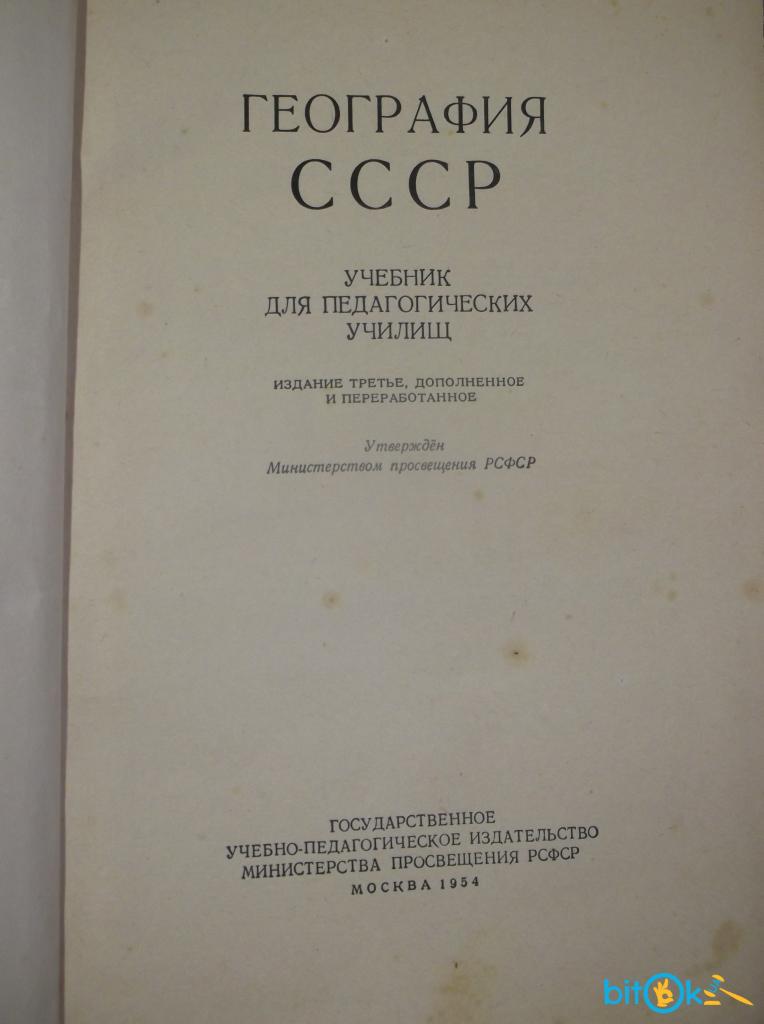 ГЕОГРАФИЯ
СССР
УЧЕБНИК
ДЛЯ ПЕДАГОГИЧЕСКИХ
УЧИЛИЩ
ИЗДАНИЕ ТРЕТЬЕ, ДОПОЛНЕННОЕ
И ПЕРЕРАБОТАННОЕ
Утверждён
Министерством просвещения РСФСР
ГОСУДАРСТВЕННОЕ
УЧЕБНО-ПЕДАГОГИЧЕСКОЕ ИЗДАТЕЛЬСТВО
МИНИСТЕРСТВА ПРОСВЕЩЕНИЯ РСФСР
МОСКВА 1954
bitOk